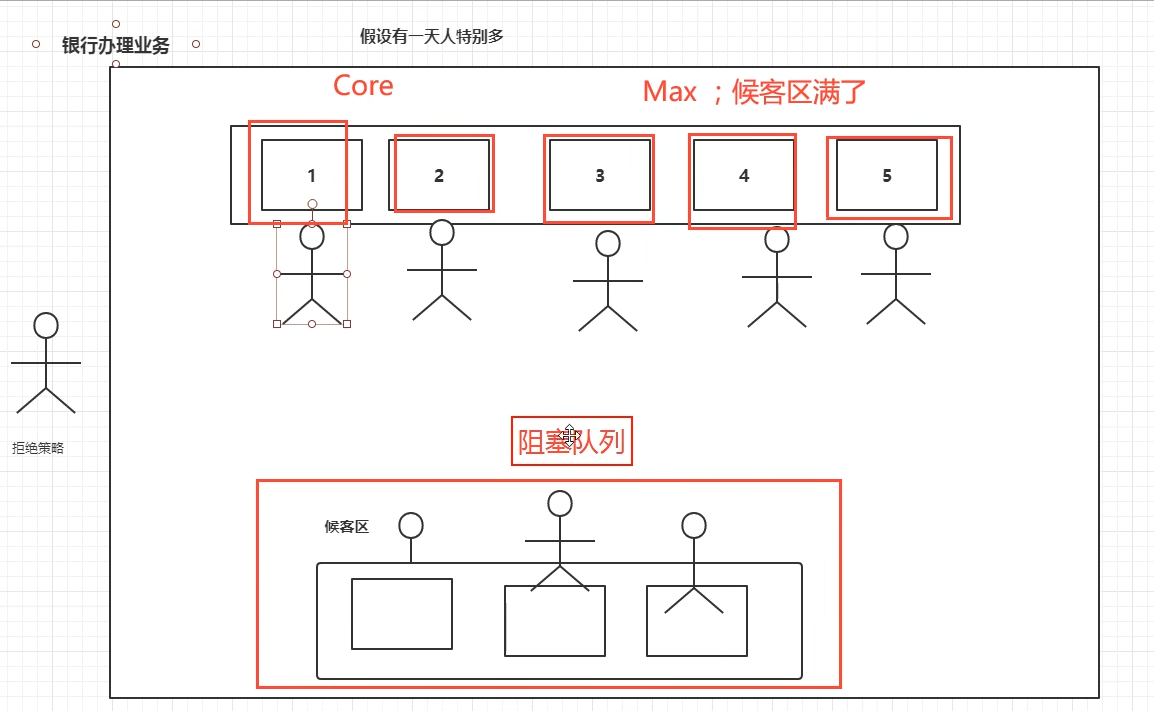 银行办理业务
假设有一天人特别多
Core
Max ；候客区满了
1
2
3
4
5
拒绝策略
阻塞队列
候客区